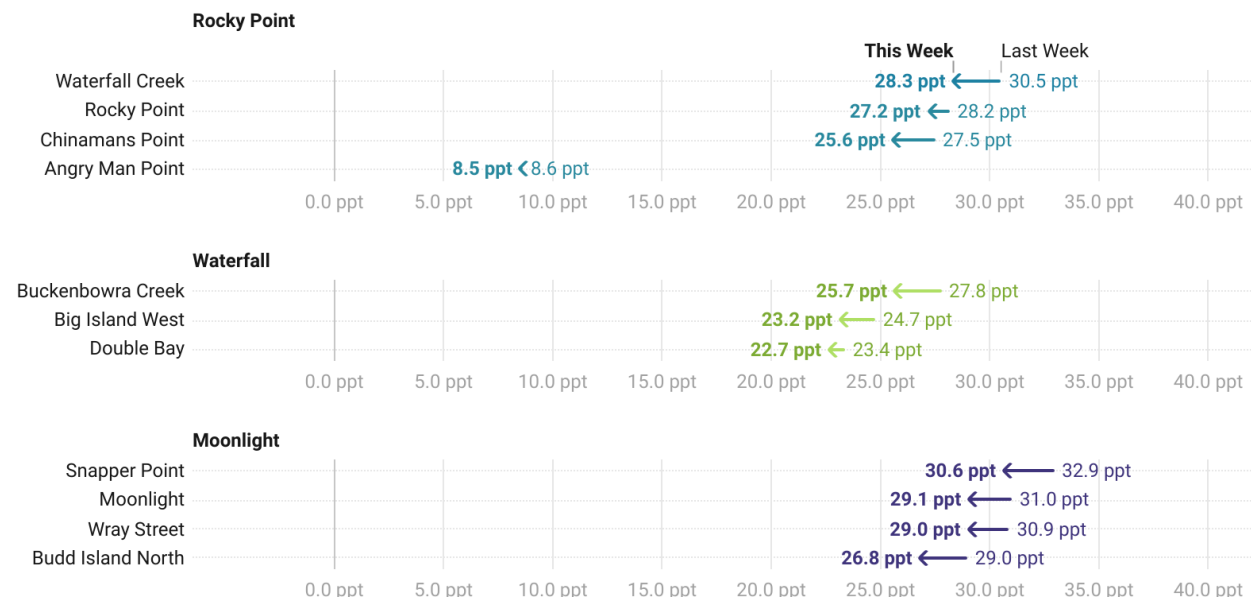 Rocky Point
This Week Last Week
Waterfall Creek 28.3 ppt 30.5 ppt
Rocky Point 27.2 ppt 28.2 ppt
Chinamans Point 25.6 ppt 27.5 ppt
Angry Man Point 8.5 ppt 8.6 ppt
0.0 ppt 5.0 ppt 10.0 ppt 15.0 ppt 20.0 ppt 25.0 ppt 30.0 ppt 35.0 ppt 40.0 ppt
Waterfall
Buckenbowra Creek 25.7 ppt 27.8 ppt
Big Island West 23.2 ppt 24.7 ppt
Double Bay 22.7 ppt 23.4 ppt
0.0 ppt 5.0 ppt 10.0 ppt 15.0 ppt 20.0 ppt 25.0 ppt 30.0 ppt 35.0 ppt 40.0 ppt
Moonlight
Snapper Point 30.6 ppt 32.9 ppt
Moonlight 29.1 ppt 31.0 ppt
Wray Street 29.0 ppt 30.9 ppt
Budd Island North 26.8 ppt 29.0 ppt
0.0 ppt 5.0 ppt 10.0 ppt 15.0 ppt 20.0 ppt 25.0 ppt 30.0 ppt 35.0 ppt 40.0 ppt